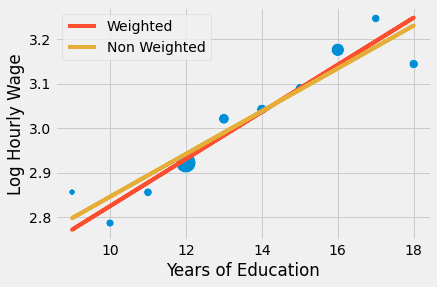 Weighted
Non Weighted
3.2
3.1
3.0
2.9
2.8
Log Hourly Wage
10 12 14 16 18
Years of Education